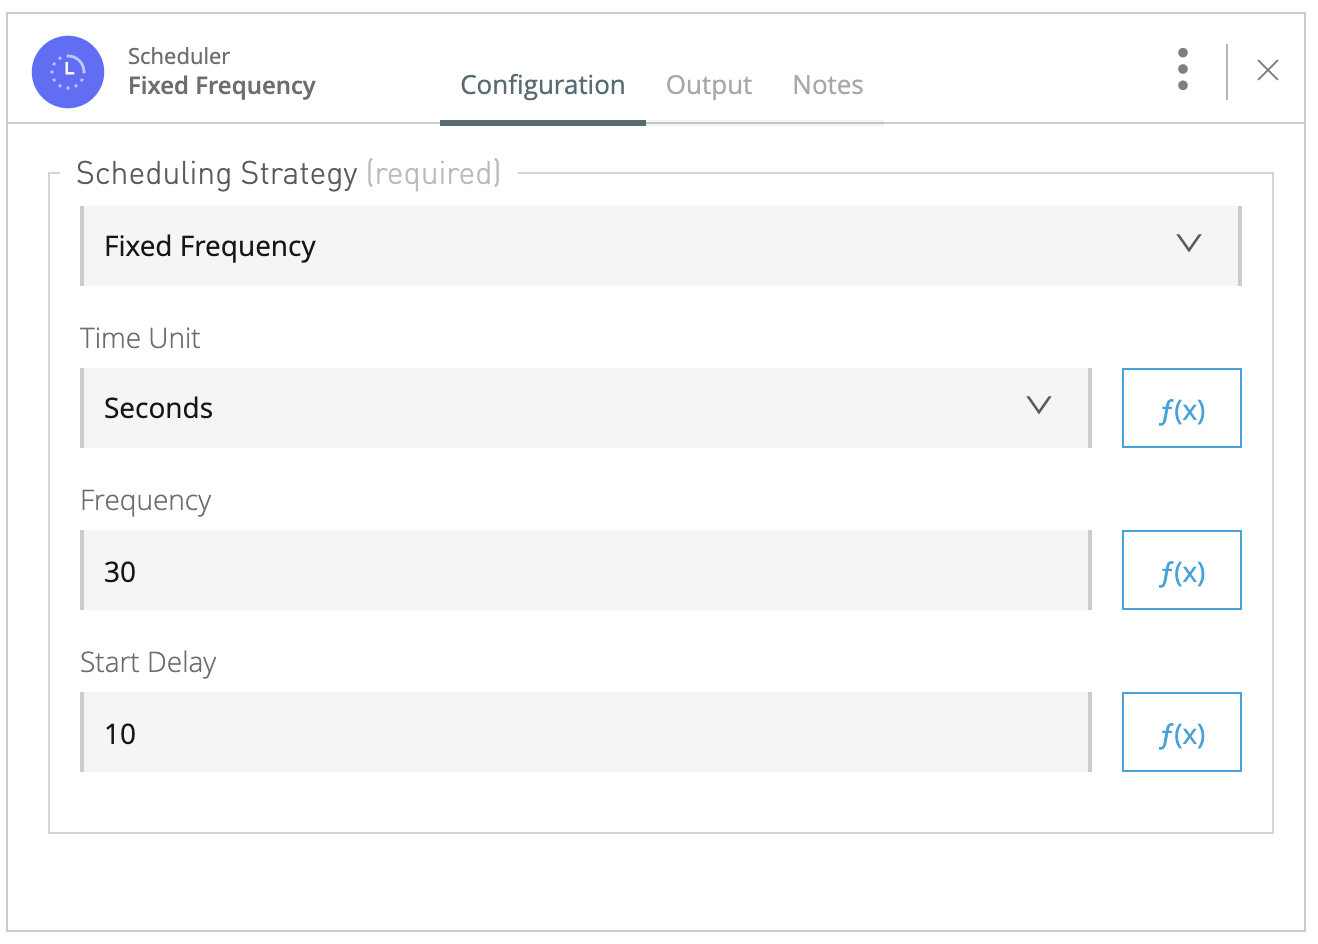 Scheduler
Fixed Frequency
Configuration Output Notes
Scheduling Strategy (required)
Fixed Frequency
Time Unit
Seconds
f(x)
Frequency
30
f(x)
Start Delay
10
f(x)